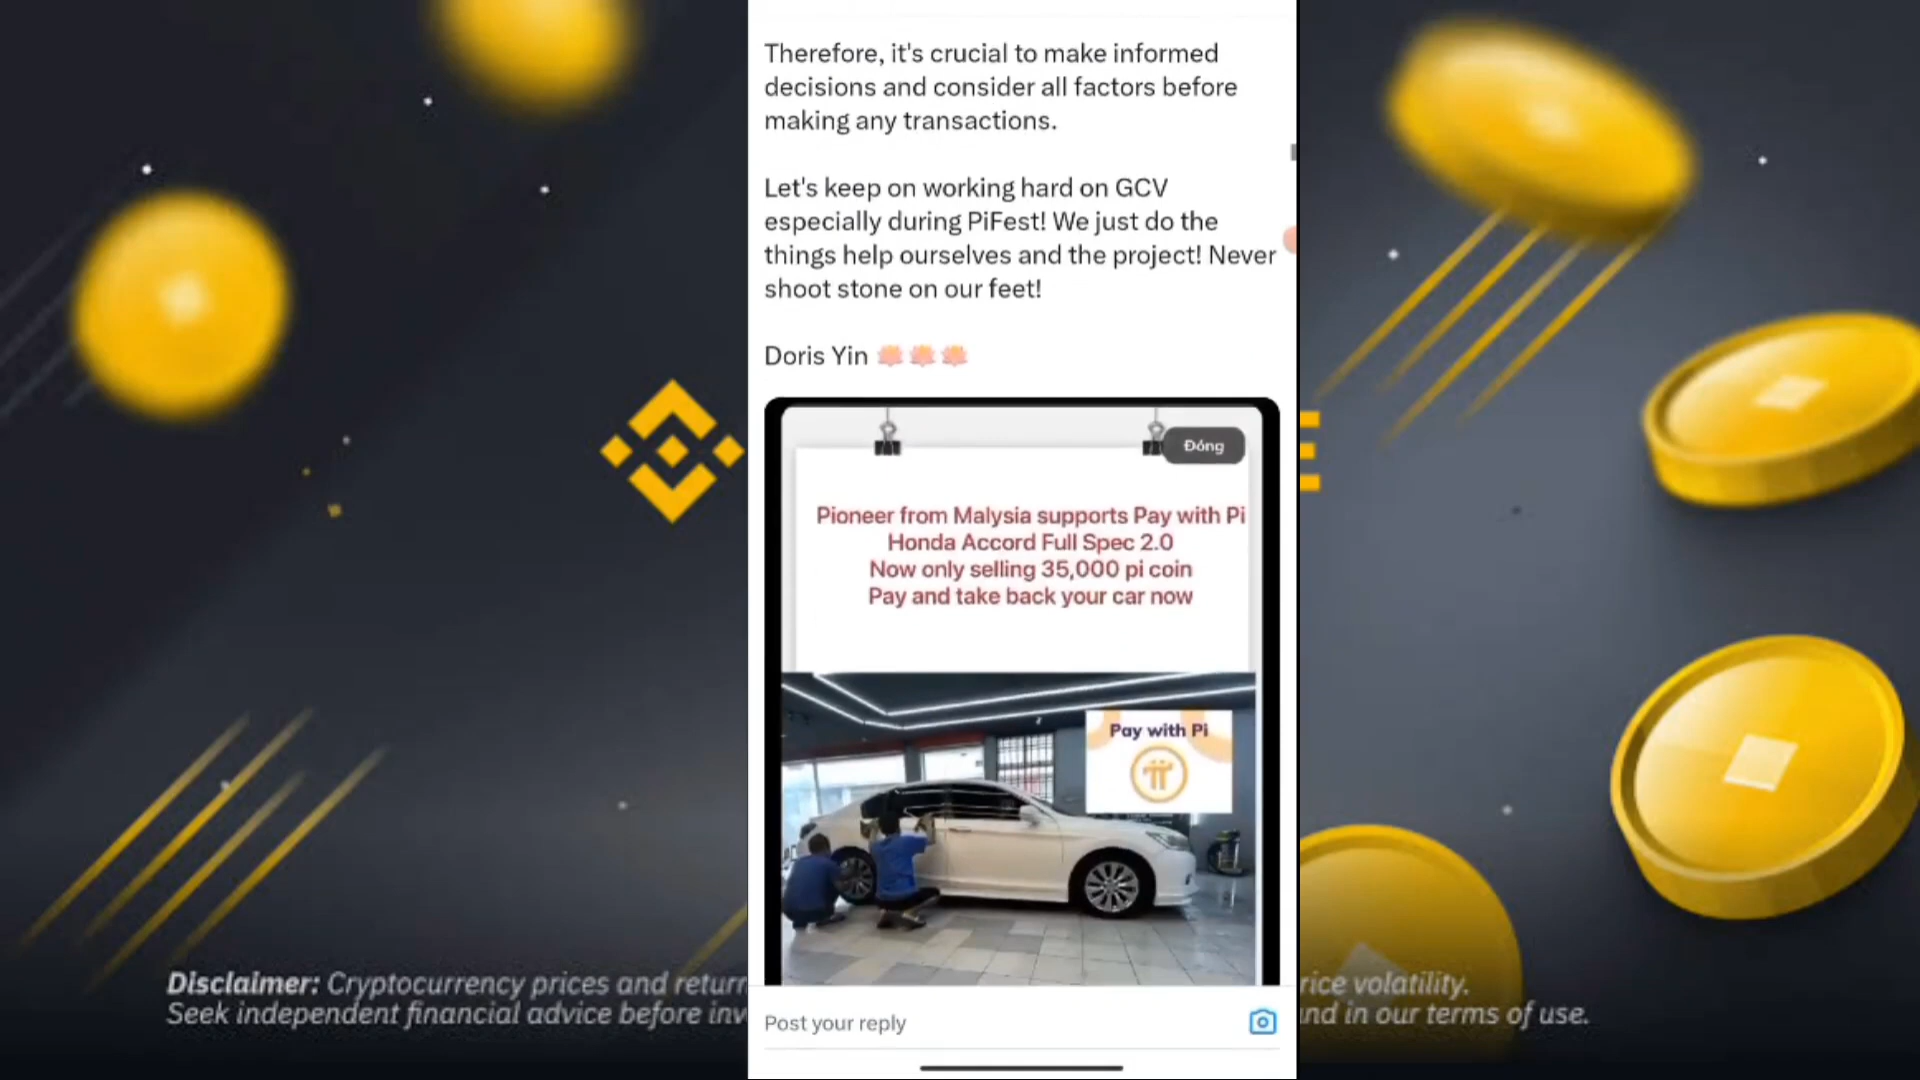 Therefore, it's crucial to make informed
decisions and consider all factors before
making any transactions.
Let's keep on working hard on GCV
especially during PiFest! We just do the
things help ourselves and the project! Never
shoot stone on our feet!
Doris Yin
Đóng
Pioneer from Malysia supports Pay with Pi
Honda Accord Full Spec 2.0
Now only selling 35,000 pi coin
Pay and take back your car now
Pay with Pi
Disclaimer: Cryptocurrency prices and
rice volatility.
Seek independent financial advice before
nd in our terms of use.
Post your reply